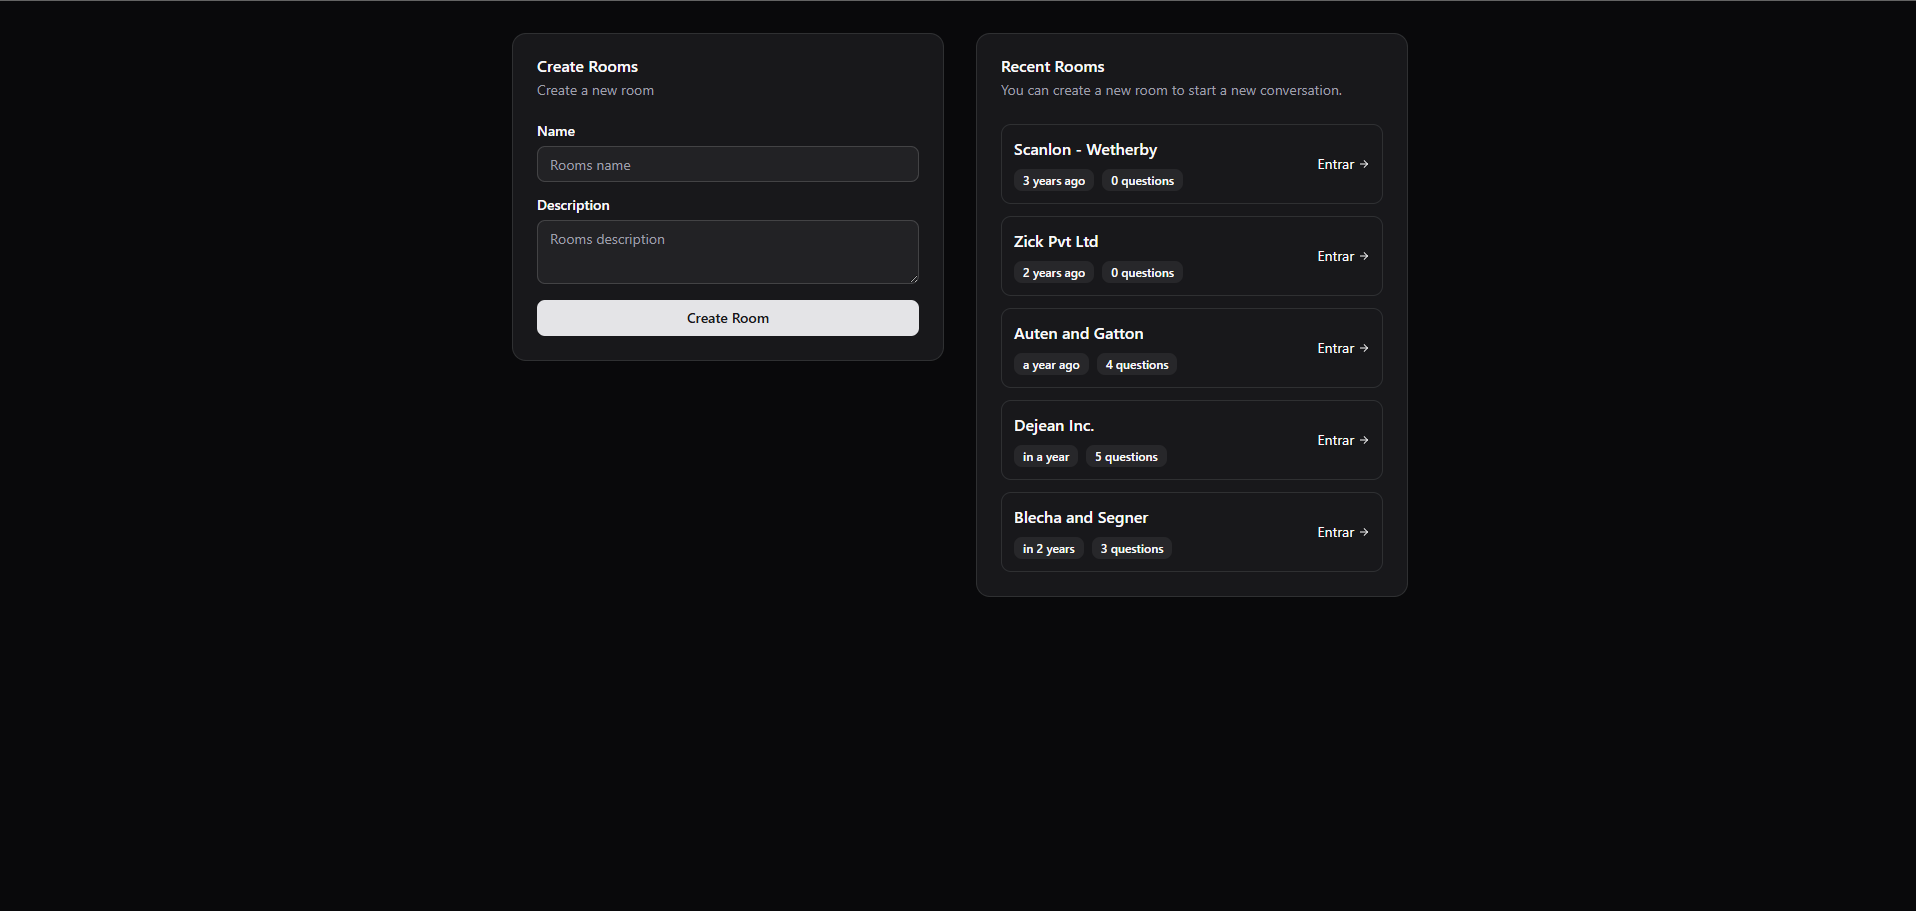 Create Rooms
Create a new room
Name
Rooms name
Description
Rooms description
Create Room
Recent Rooms
You can create a new room to start a new conversation.
Scanlon - Wetherby
3 years ago 0 questions
Entrar →
Zick Pvt Ltd
2 years ago 0 questions
Entrar →
Auten and Gatton
a year ago 4 questions
Entrar →
Dejean Inc.
in a year 5 questions
Entrar →
Blecha and Segner
in 2 years 3 questions
Entrar →